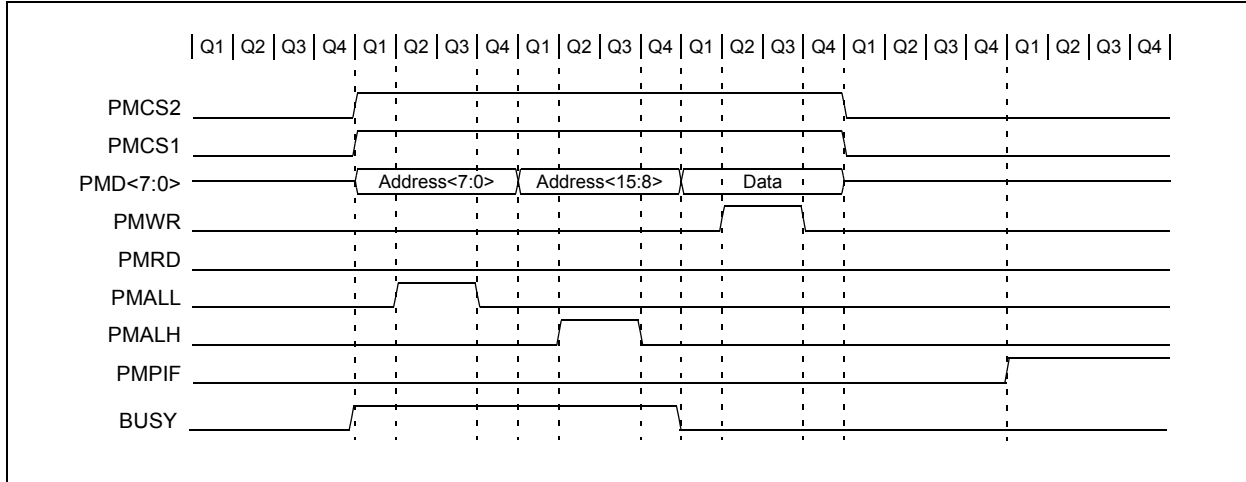 Q1 Q2 Q3 Q4 Q1 Q2 Q3 Q4 Q1 Q2 Q3 Q4 Q1 Q2 Q3 Q4 Q1 Q2 Q3 Q4 Q1 Q2 Q3 Q4
PMCS2
PMCS1
PMD<7:0> Address<7:0> Address<15:8> Data
PMWR
PMRD
PMALL
PMALH
PMPIF
BUSY